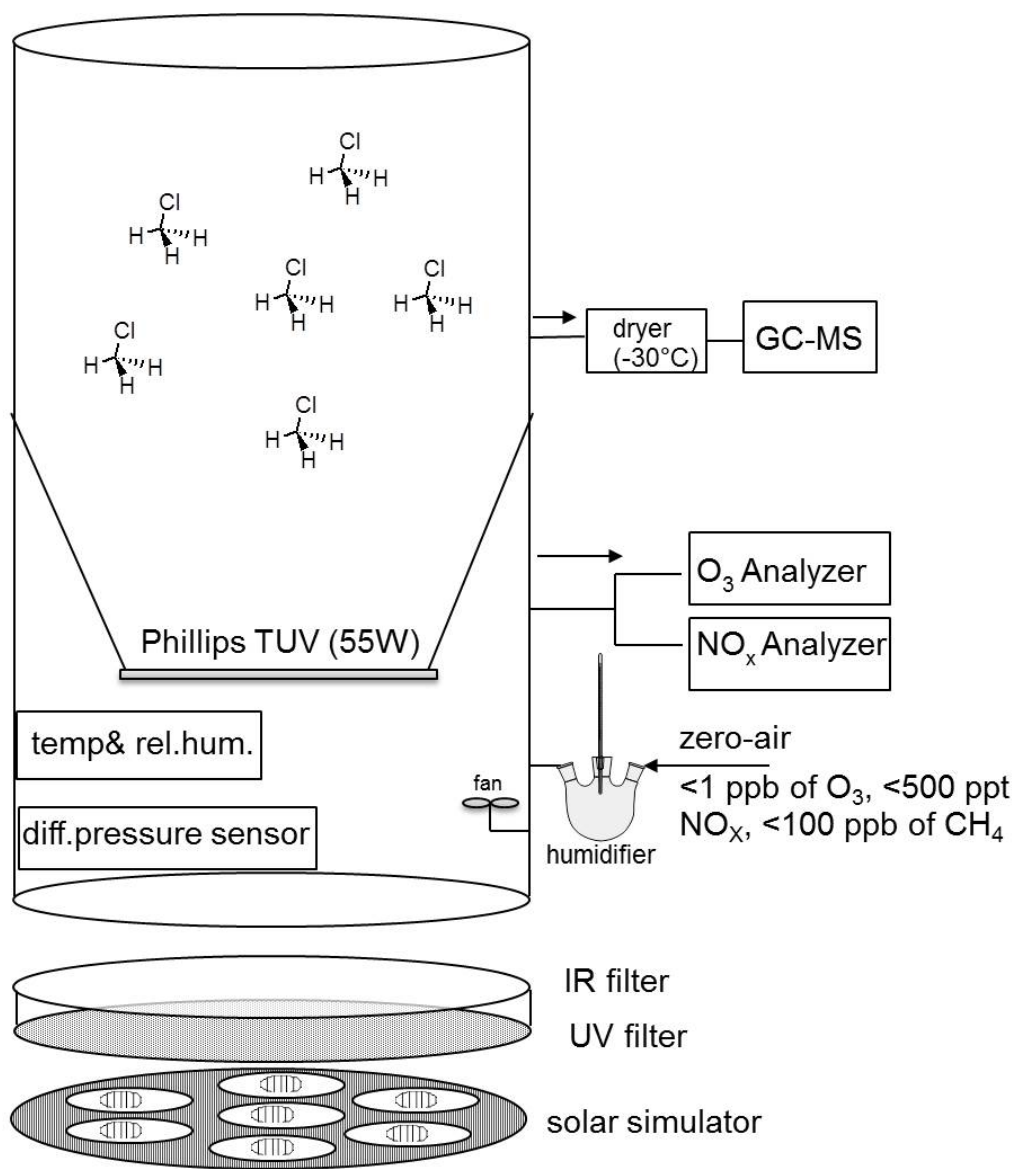 Cl
H H
H
Cl
H H
H
Cl
H H
H
Cl
H H
H
Cl
H H
H
Cl
H H
H
dryer
(-30°C)
GC-MS
O₃ Analyzer
NOₓ Analyzer
Phillips TUV (55W)
temp& rel.hum.
diff.pressure sensor
fan
humidifier
zero-air
<1 ppb of O₃, <500 ppt
NOX, <100 ppb of CH₄
IR filter
UV filter
solar simulator